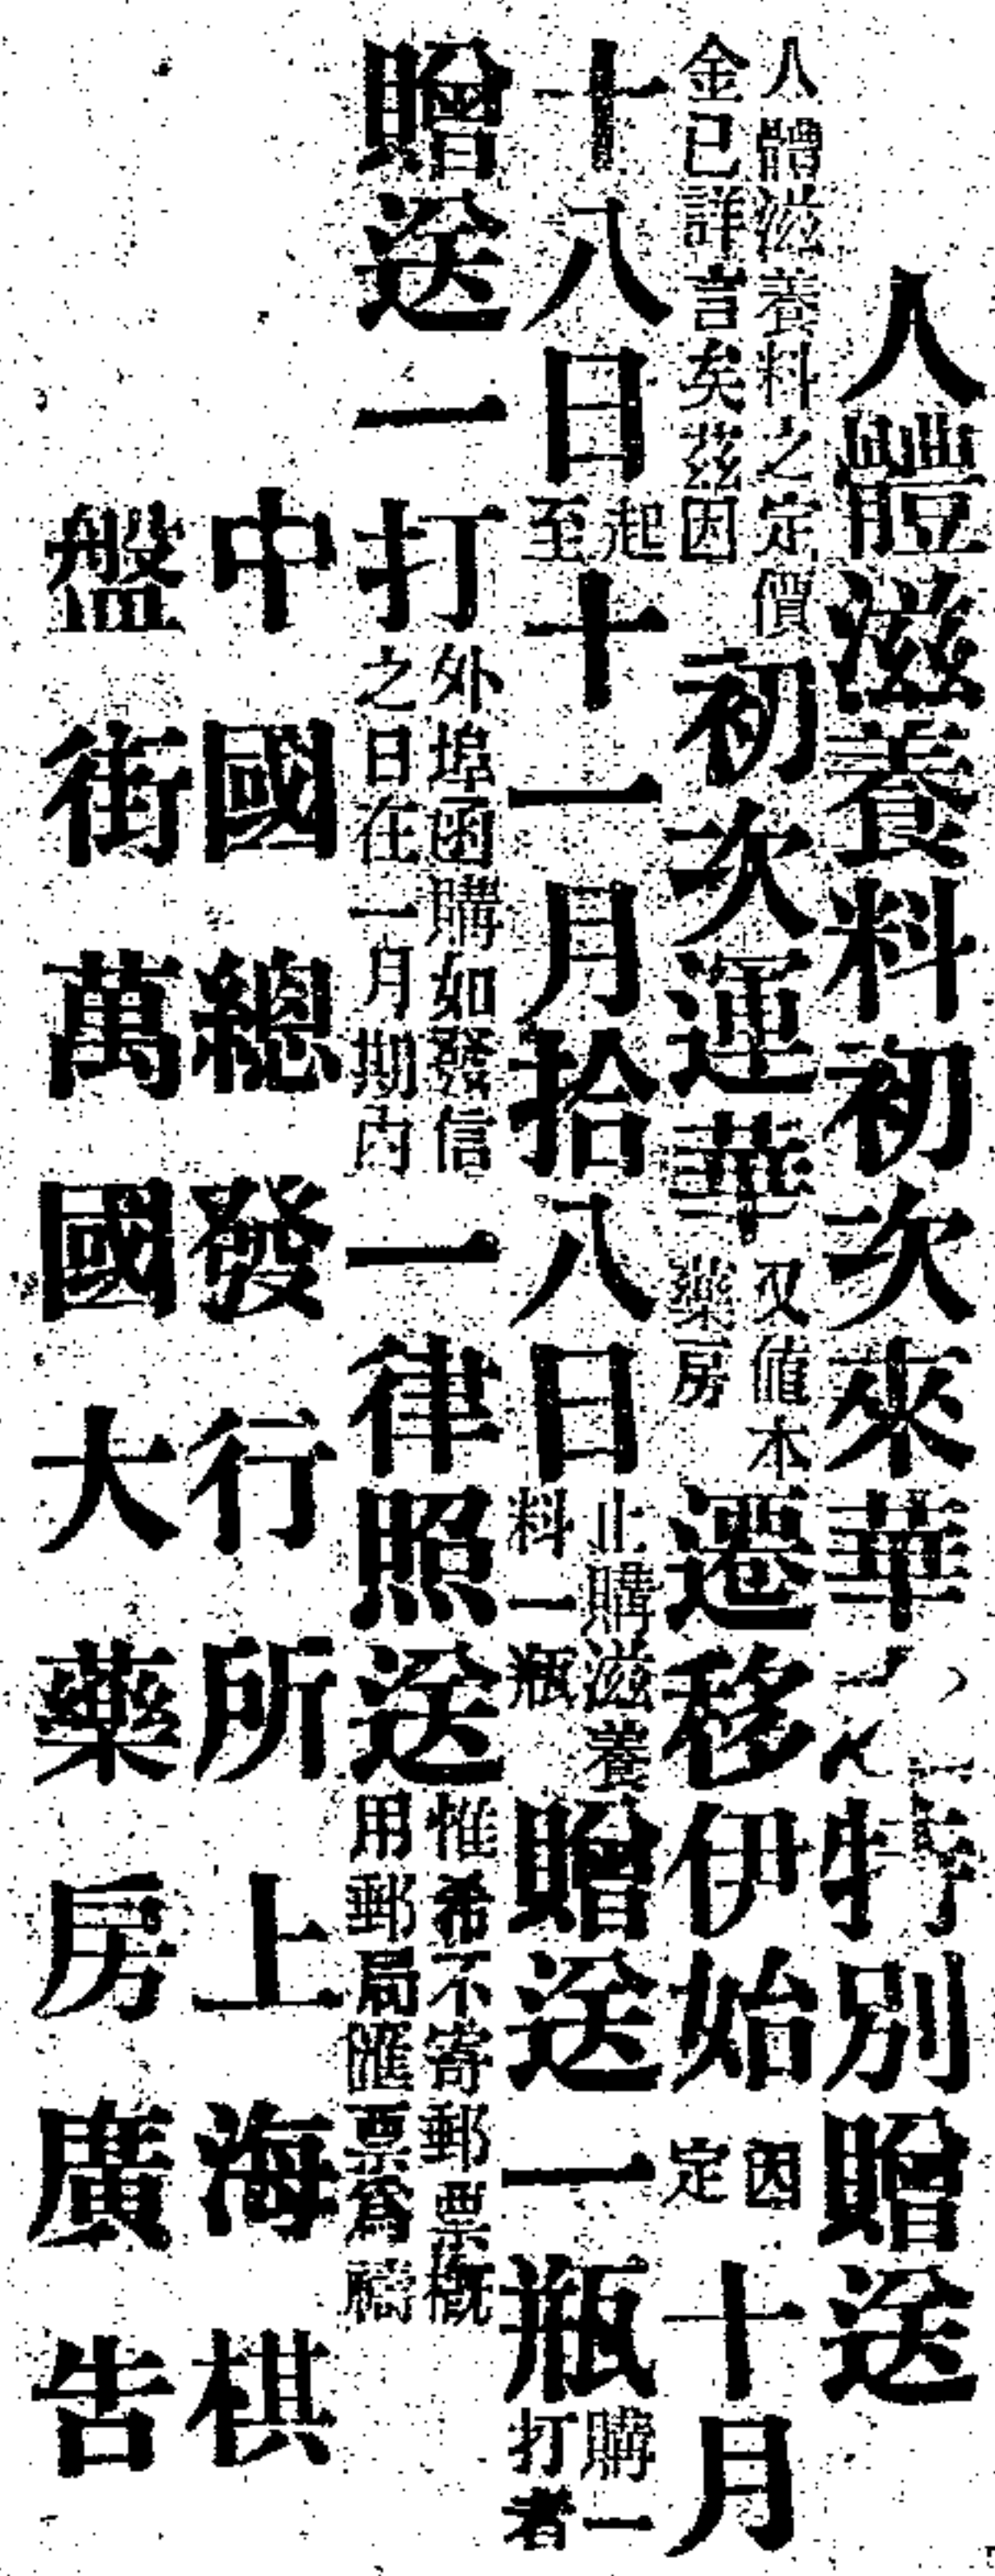 人體滋養料初次來華特別贈送
人體滋養料之定價金已詳言矣茲因初次運華又值本藥房遷移伊始因定十月
十八日起至十一月拾八日止購滋養料一瓶贈送一瓶購一打者
贈送一打外埠函購如發信之日在一月期內一律照送惟希不寄郵票概用郵局匯票爲禱
中國總發行所上海棋
盤街萬國大藥房廣告